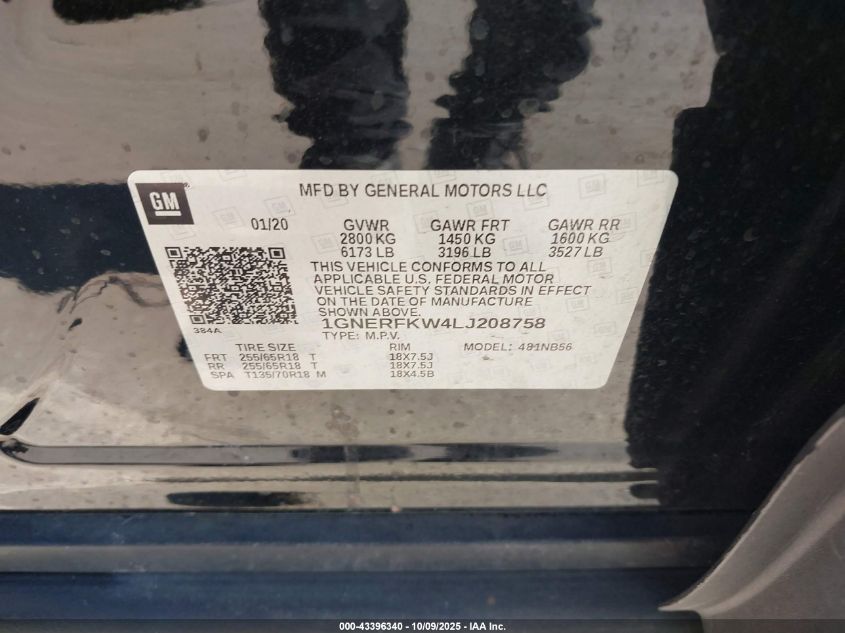 GM
MFD BY GENERAL MOTORS LLC
01/20 GVWR GAWR FRT GAWR RR
2800 KG 1450 KG 1600 KG
6173 LB 3196 LB 3527 LB
THIS VEHICLE CONFORMS TO ALL
APPLICABLE U.S. FEDERAL MOTOR
VEHICLE SAFETY STANDARDS IN EFFECT
ON THE DATE OF MANUFACTURE
SHOWN ABOVE.
384A 1GNERFKW4LJ208758
TYPE: M.P.V.
TIRE SIZE RIM MODEL: 491NB56
FRT 255/65R18 T 18X7.5J
RR 255/65R18 T 18X7.5J
SPA T135/70R18 M 18X4.5B
000-43396340 - 10/09/2025 - IAA Inc.